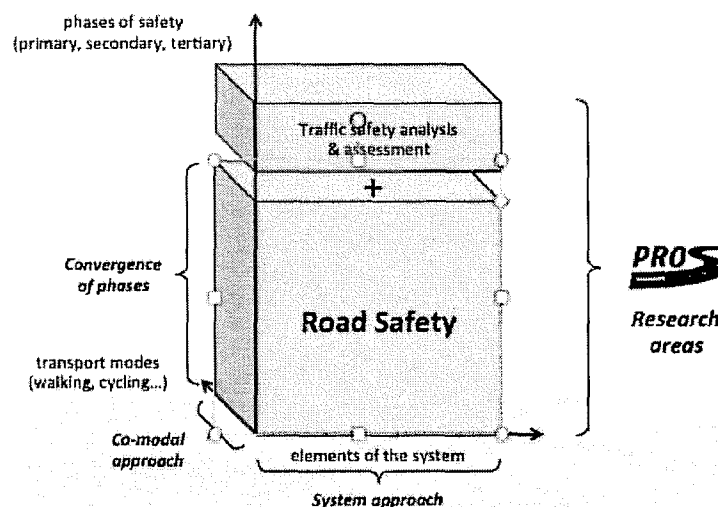 phases of safety
(primary, secondary, tertiary)
Traffic safety analysis
& assessment
+
Convergence
of phases
Road Safety
PROS
Research
areas
transport modes
(walking, cycling...)
Co-modal
approach
elements of the system
System approach